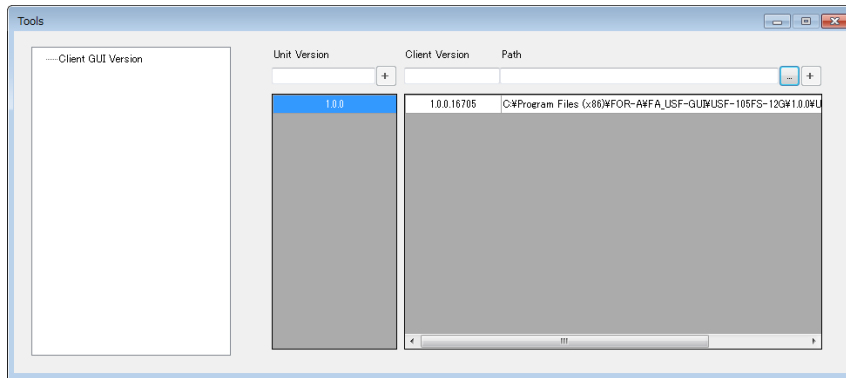 Tools
Client GUI Version
Unit Version
Client Version
Path
+
...
+
1.0.0
1.0.0.16705
C:¥Program Files (x86)¥FOR-A¥FA_USF-GUI¥USF-105FS-12G¥1.0.0¥U